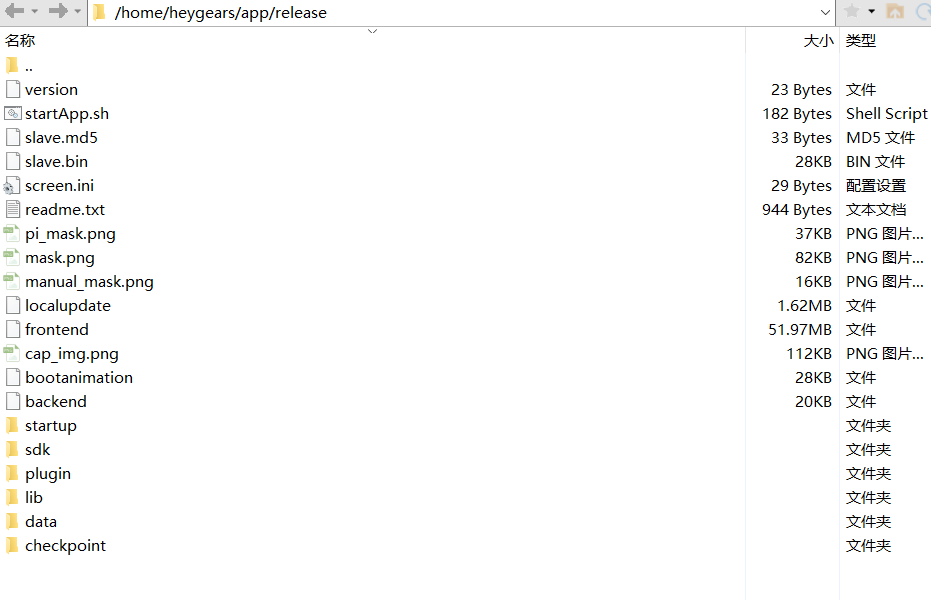 /home/heygears/app/release
名称 大小 类型
..
version 23 Bytes 文件
startApp.sh 182 Bytes Shell Script
slave.md5 33 Bytes MD5 文件
slave.bin 28KB BIN 文件
screen.ini 29 Bytes 配置设置
readme.txt 944 Bytes 文本文档
pi_mask.png 37KB PNG 图片...
mask.png 82KB PNG 图片...
manual_mask.png 16KB PNG 图片...
localupdate 1.62MB 文件
frontend 51.97MB 文件
cap_img.png 112KB PNG 图片...
bootanimation 28KB 文件
backend 20KB 文件
startup 文件夹
sdk 文件夹
plugin 文件夹
lib 文件夹
data 文件夹
checkpoint 文件夹